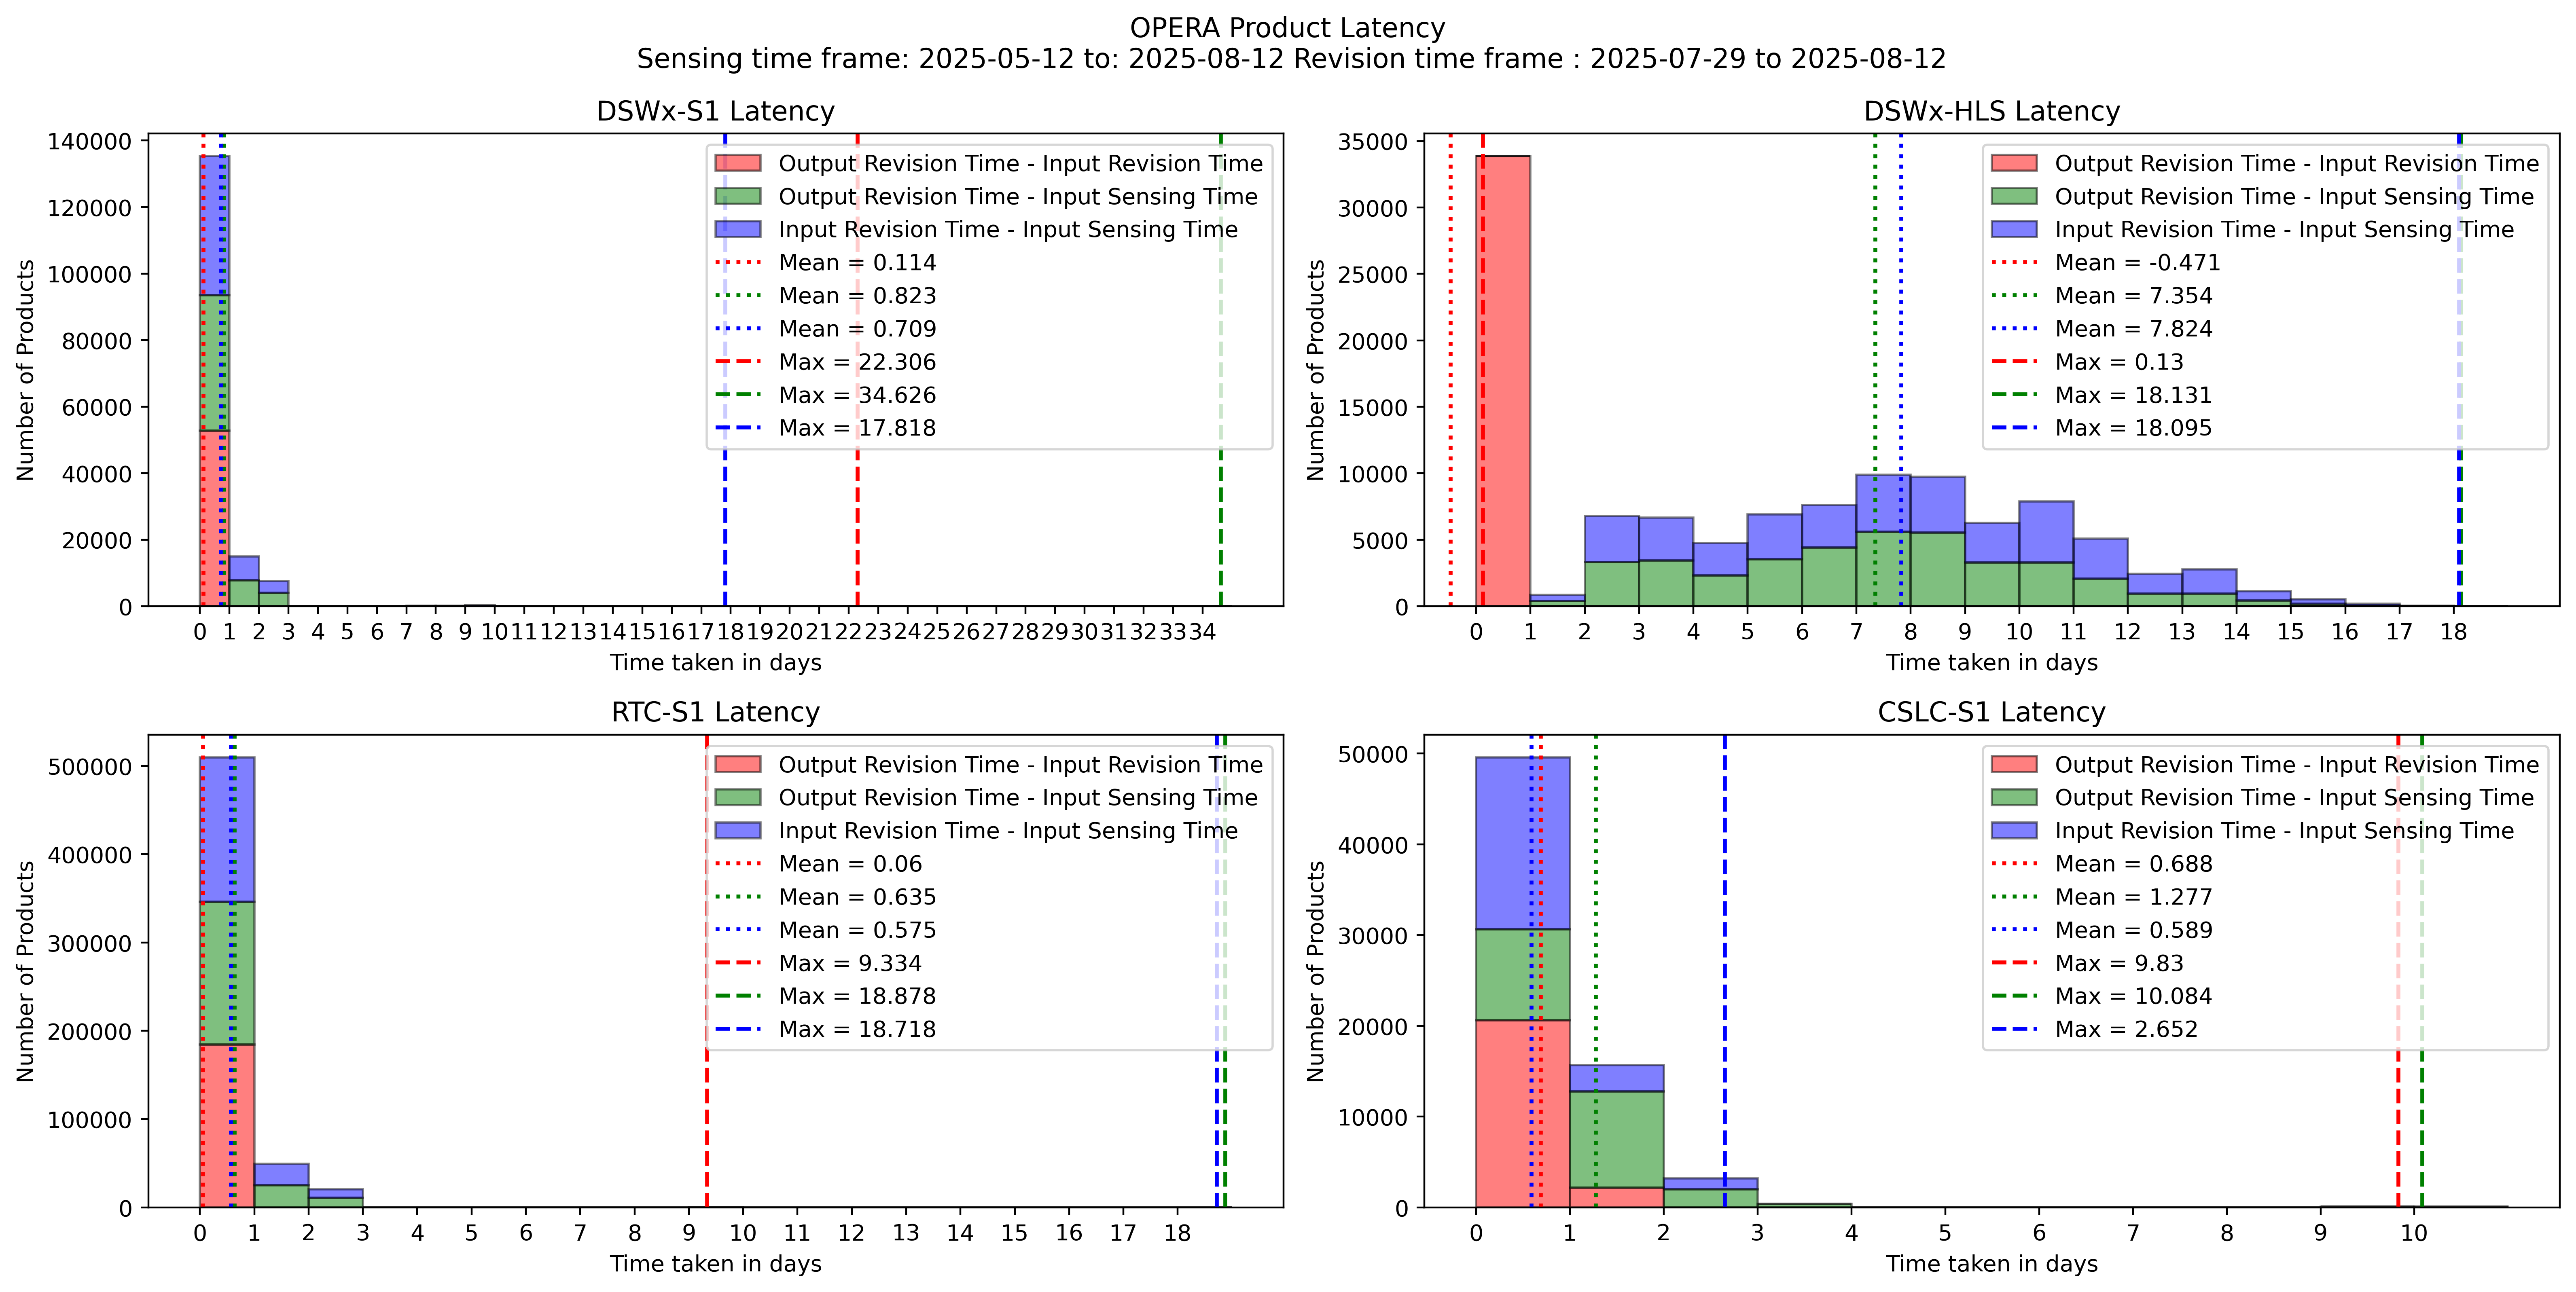 OPERA Product Latency
Sensing time frame: 2025-05-12 to: 2025-08-12 Revision time frame : 2025-07-29 to 2025-08-12
DSWx-S1 Latency
Number of Products
140000
120000
100000
80000
60000
40000
20000
0
Output Revision Time - Input Revision Time
Output Revision Time - Input Sensing Time
Input Revision Time - Input Sensing Time
Mean = 0.114
Mean = 0.823
Mean = 0.709
Max = 22.306
Max = 34.626
Max = 17.818
0 1 2 3 4 5 6 7 8 9 10 11 12 13 14 15 16 17 18 19 20 21 22 23 24 25 26 27 28 29 30 31 32 33 34
Time taken in days
DSWx-HLS Latency
Number of Products
35000
30000
25000
20000
15000
10000
5000
0
Output Revision Time - Input Revision Time
Output Revision Time - Input Sensing Time
Input Revision Time - Input Sensing Time
Mean = -0.471
Mean = 7.354
Mean = 7.824
Max = 0.13
Max = 18.131
Max = 18.095
0 1 2 3 4 5 6 7 8 9 10 11 12 13 14 15 16 17 18
Time taken in days
RTC-S1 Latency
Number of Products
500000
400000
300000
200000
100000
0
Output Revision Time - Input Revision Time
Output Revision Time - Input Sensing Time
Input Revision Time - Input Sensing Time
Mean = 0.06
Mean = 0.635
Mean = 0.575
Max = 9.334
Max = 18.878
Max = 18.718
0 1 2 3 4 5 6 7 8 9 10 11 12 13 14 15 16 17 18
Time taken in days
CSLC-S1 Latency
Number of Products
50000
40000
30000
20000
10000
0
Output Revision Time - Input Revision Time
Output Revision Time - Input Sensing Time
Input Revision Time - Input Sensing Time
Mean = 0.688
Mean = 1.277
Mean = 0.589
Max = 9.83
Max = 10.084
Max = 2.652
0 1 2 3 4 5 6 7 8 9 10
Time taken in days